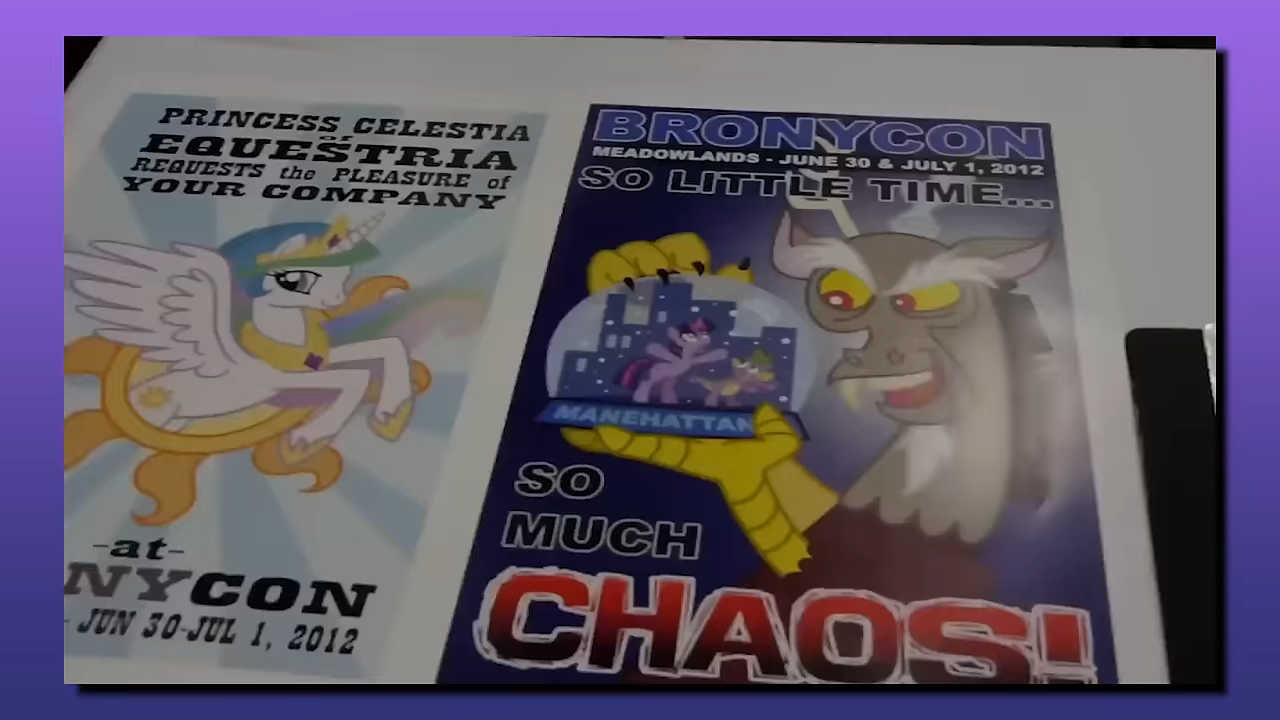 PRINCESS CELESTIA
of
EQUESTRIA
REQUESTS the PLEASURE of
YOUR COMPANY
-at-
NYCON
- JUN 30-JUL 1, 2012
BRONYCON
MEADOWLANDS - JUNE 30 & JULY 1, 2012
SO LITTLE TIME...
MANEHATTAN
SO
MUCH
CHAOS!